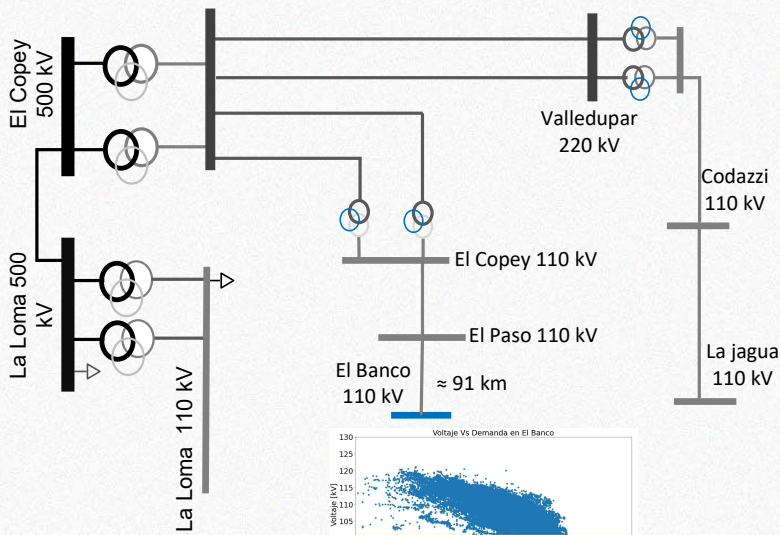 El Copey
500 kV
Valledupar
220 kV
Codazzi
110 kV
El Copey 110 kV
La Loma 500
kV
El Paso 110 kV
El Banco
110 kV
≈ 91 km
La jagua
110 kV
La Loma 110 kV
Voltaje Vs Demanda en El Banco
Voltaje [kV]
130
125
120
115
110
105